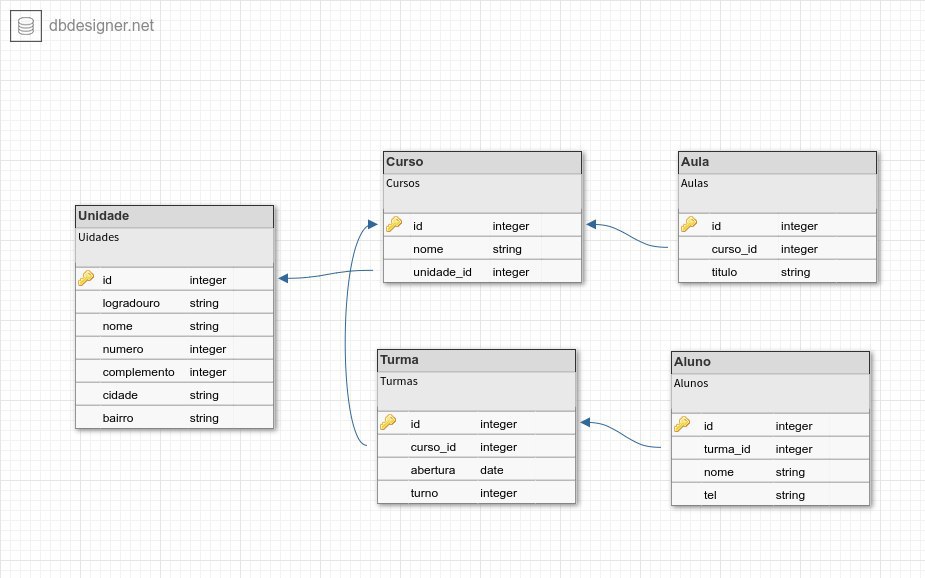 dbdesigner.net
Unidade
Uidades
id integer
logradouro string
nome string
numero integer
complemento integer
cidade string
bairro string
Curso
Cursos
id integer
nome string
unidade_id integer
Aula
Aulas
id integer
curso_id integer
titulo string
Turma
Turmas
id integer
curso_id integer
abertura date
turno integer
Aluno
Alunos
id integer
turma_id integer
nome string
tel string